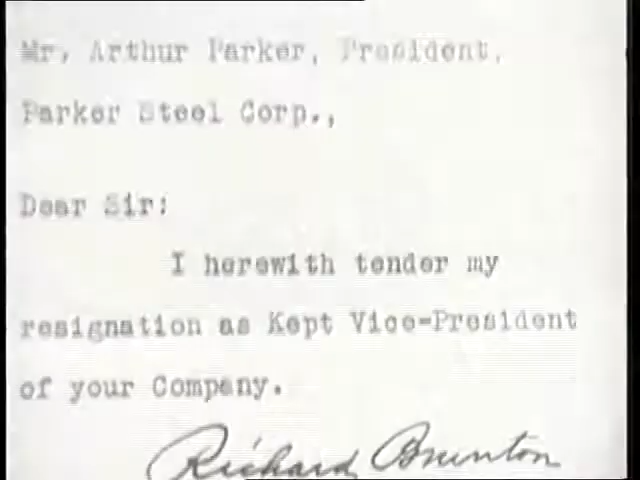 Mr. Arthur Parker, President,
Parker Steel Corp.,
Dear Sir:
I herewith tender my
resignation as Kept Vice-President
of your Company.
Richard Brunton